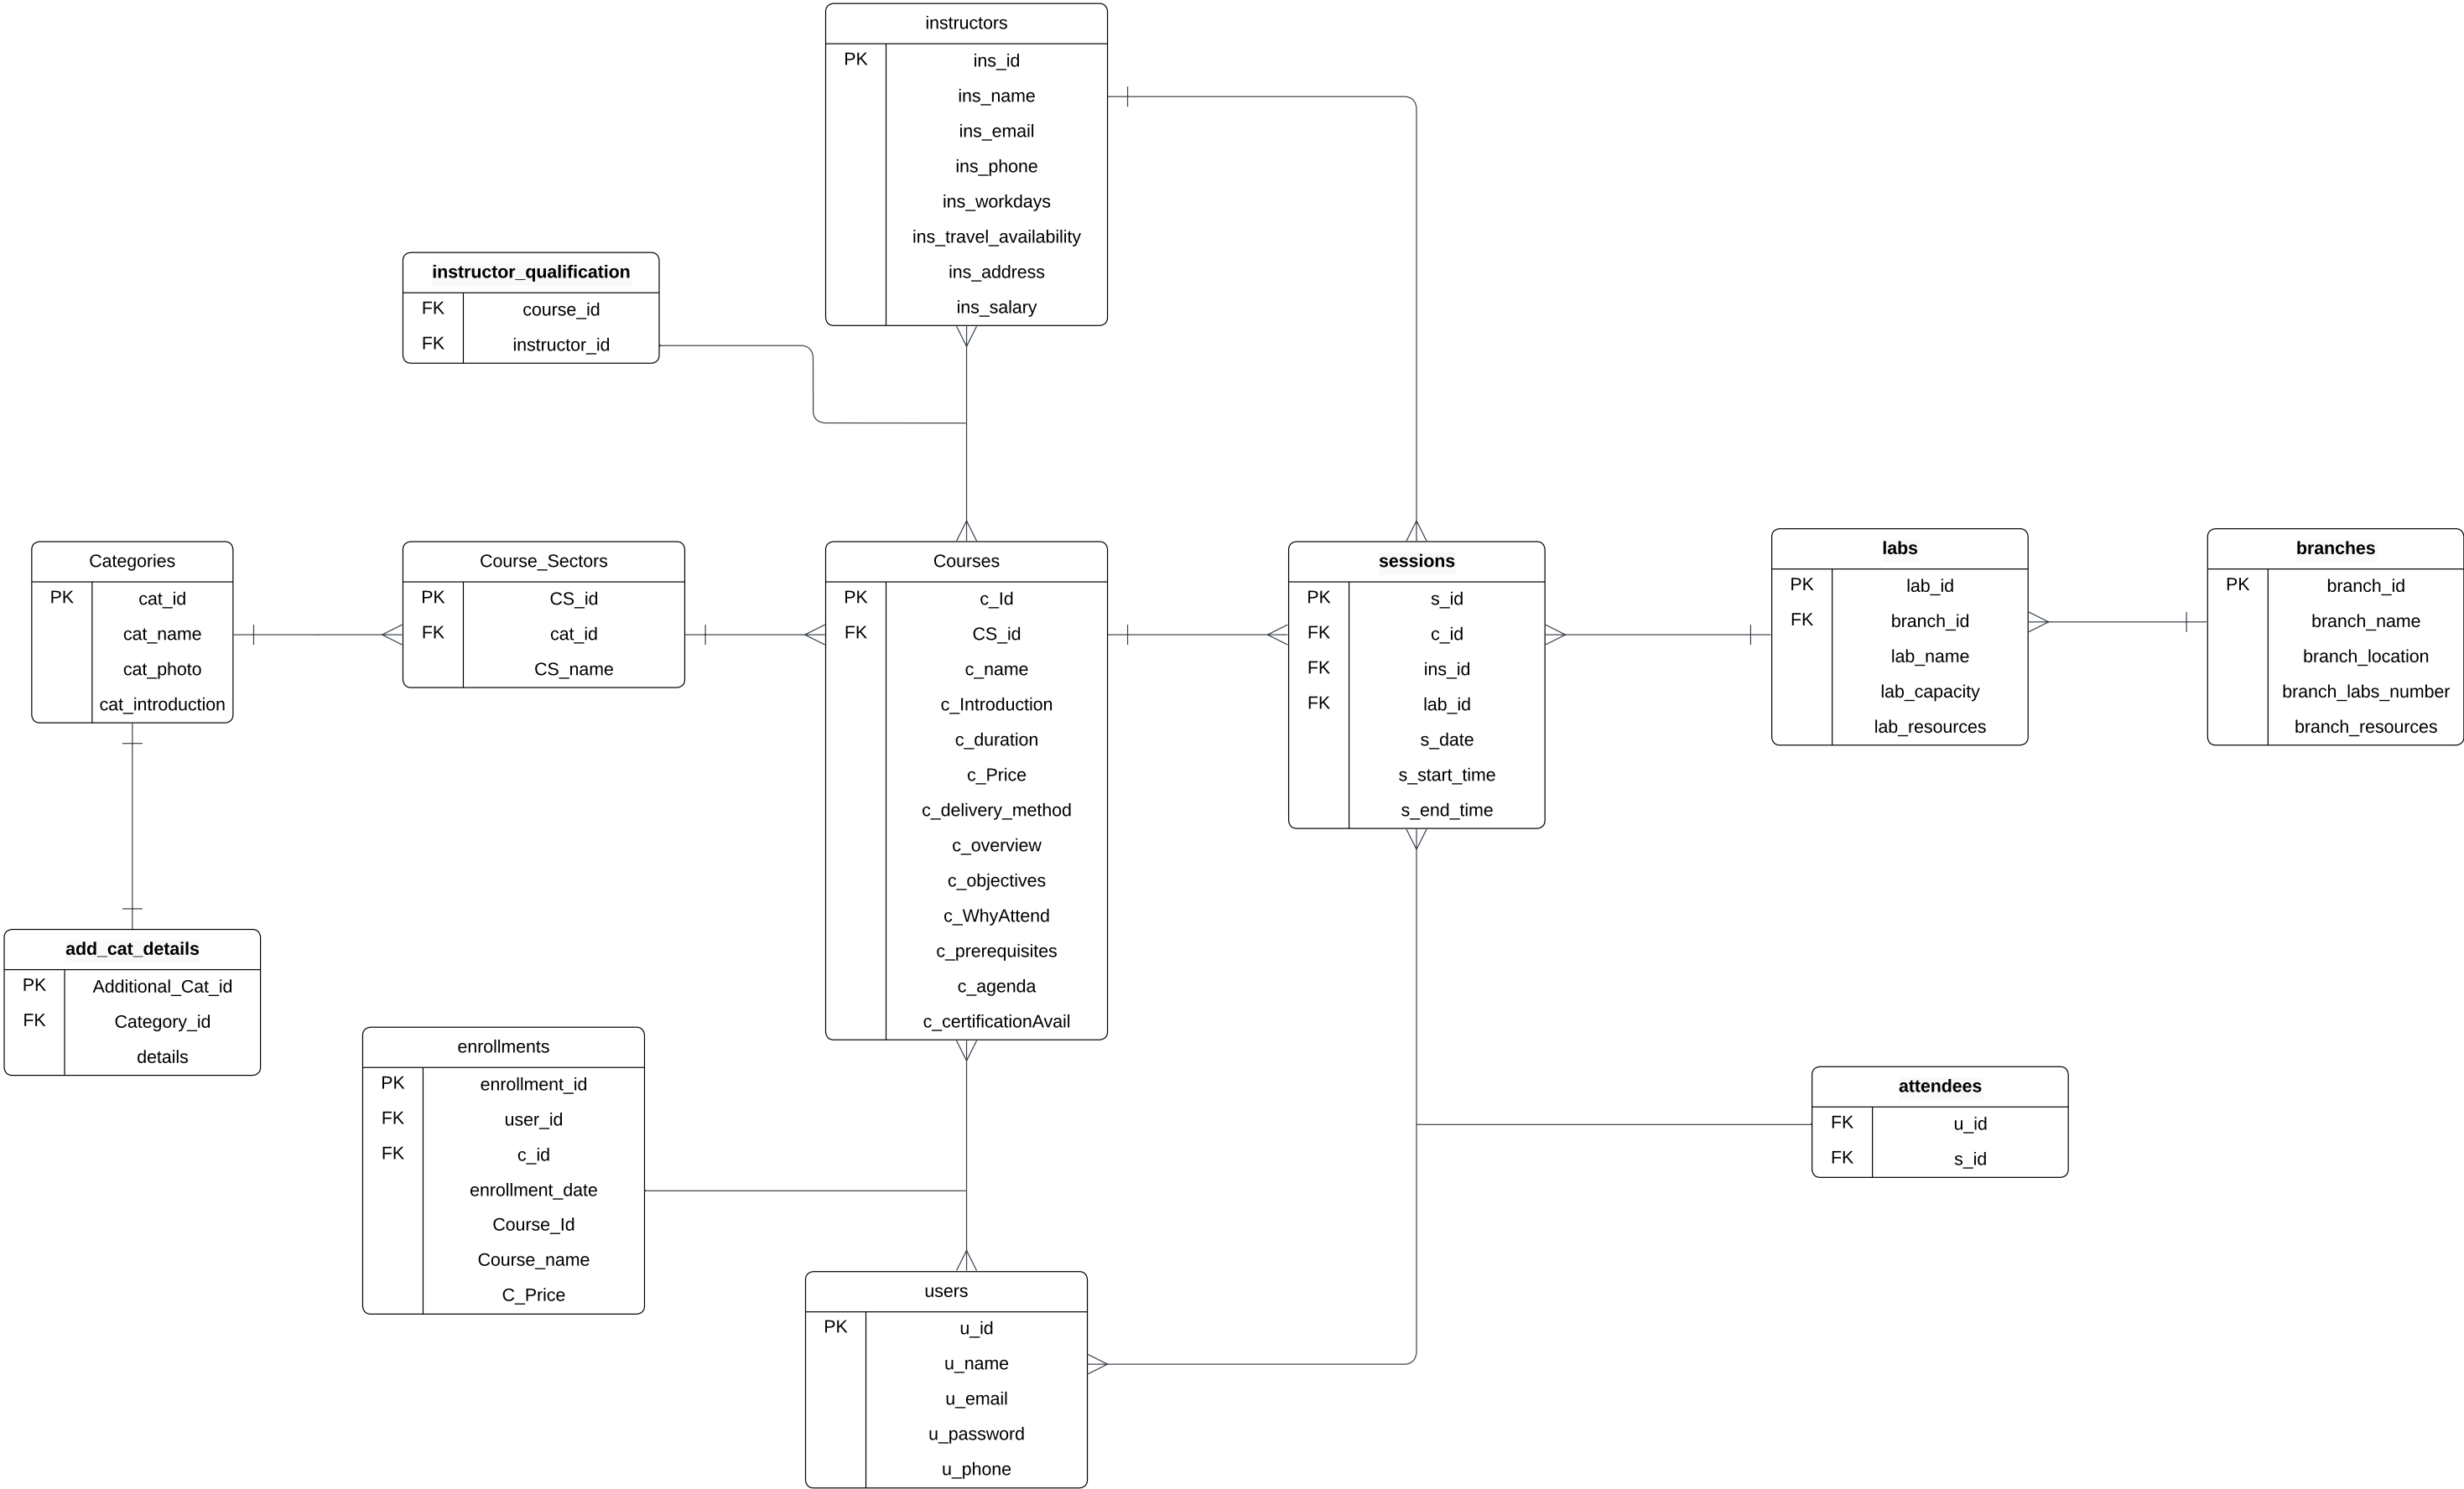 instructors
PK ins_id
ins_name
ins_email
ins_phone
ins_workdays
ins_travel_availability
ins_address
ins_salary
instructor_qualification
FK course_id
FK instructor_id
Categories
PK cat_id
cat_name
cat_photo
cat_introduction
Course_Sectors
PK CS_id
FK cat_id
CS_name
Courses
PK c_Id
FK CS_id
c_name
c_Introduction
c_duration
c_Price
c_delivery_method
c_overview
c_objectives
c_WhyAttend
c_prerequisites
c_agenda
c_certificationAvail
sessions
PK s_id
FK c_id
FK ins_id
FK lab_id
s_date
s_start_time
s_end_time
labs
PK lab_id
FK branch_id
lab_name
lab_capacity
lab_resources
branches
PK branch_id
branch_name
branch_location
branch_labs_number
branch_resources
add_cat_details
PK Additional_Cat_id
FK Category_id
details
enrollments
PK enrollment_id
FK user_id
FK c_id
enrollment_date
Course_Id
Course_name
C_Price
attendees
FK u_id
FK s_id
users
PK u_id
u_name
u_email
u_password
u_phone